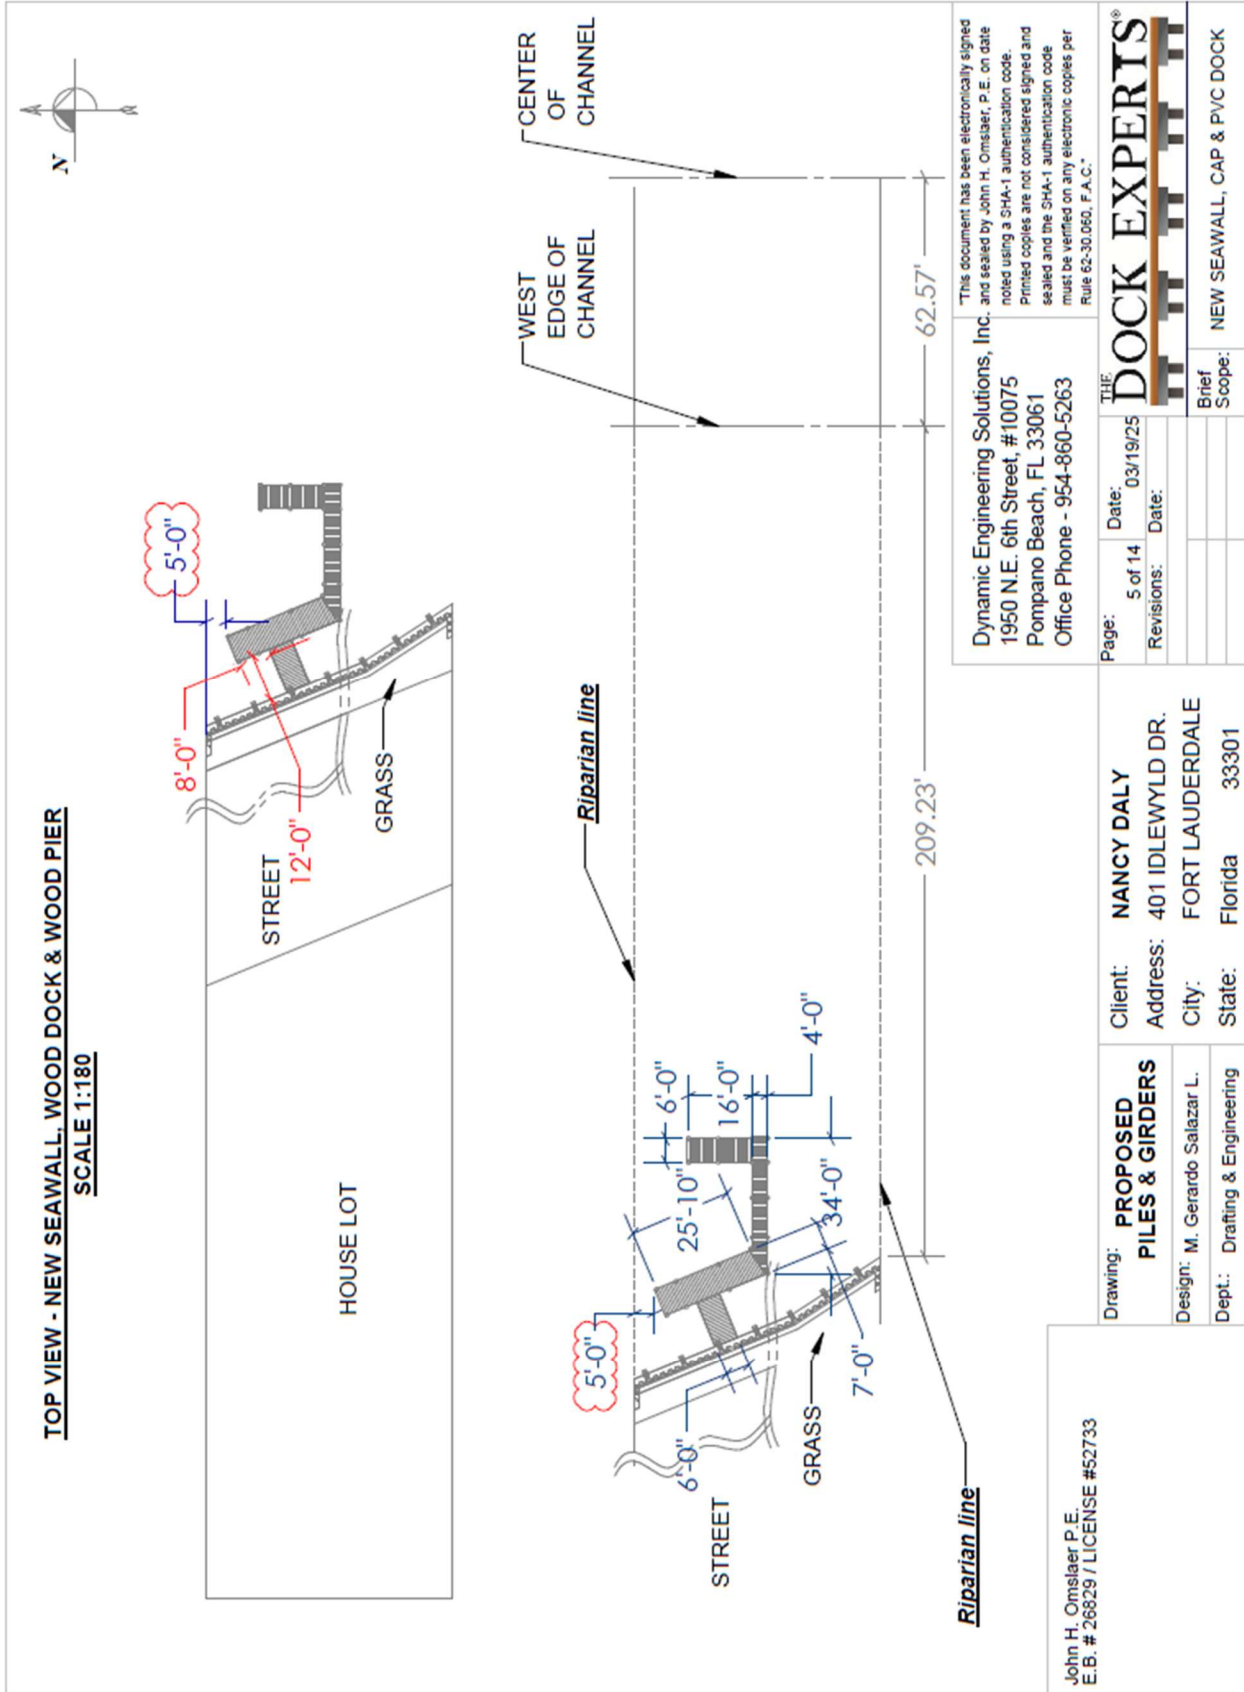 TOP VIEW - NEW SEAWALL, WOOD DOCK & WOOD PIER
SCALE 1:180
N
HOUSE LOT
STREET
GRASS
8'-0"
12'-0"
5'-0"
Riparian line
WEST
EDGE OF
CHANNEL
CENTER
OF
CHANNEL
5'-0"
25'-10"
6'-0"
16'-0"
4'-0"
34'-0"
7'-0"
6'-0"
STREET
GRASS
209.23'
62.57'
Riparian line
John H. Omslaer P.E.
E.B. # 26829 / LICENSE #52733
Drawing:
PROPOSED
PILES & GIRDERS
Design: M. Gerardo Salazar L.
Dept.: Drafting & Engineering
Client: NANCY DALY
Address: 401 IDLEWYLD DR.
City: FORT LAUDERDALE
State: Florida 33301
Dynamic Engineering Solutions, Inc.
1950 N.E. 6th Street, #10075
Pompano Beach, FL 33061
Office Phone - 954-860-5263
"This document has been electronically signed
and sealed by John H. Omslaer, P.E. on date
noted using a SHA-1 authentication code.
Printed copies are not considered signed and
sealed and the SHA-1 authentication code
must be verified on any electronic copies per
Rule 62-30.060, F.A.C."
Page:
5 of 14
Date:
03/19/25
Revisions: Date:
THE
DOCK EXPERTS®
Brief
Scope:
NEW SEAWALL, CAP & PVC DOCK